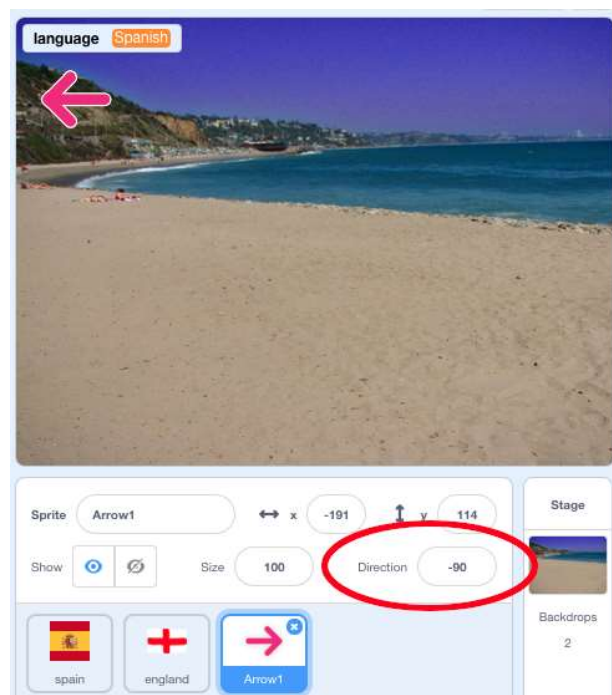 language Spanish
Sprite Arrow1 x -191 y 114
Show Size 100 Direction -90
Stage
Backdrops
2
spain england Arrow1